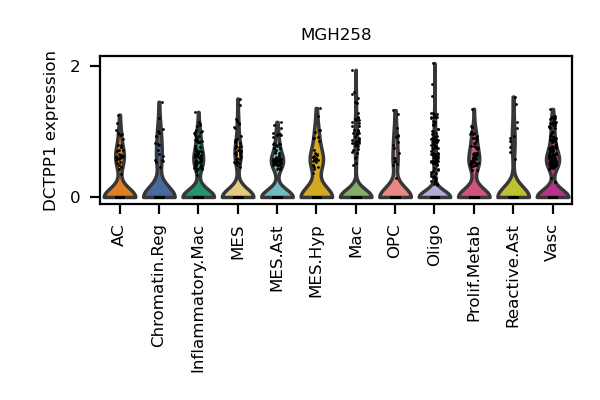 MGH258
DCTPP1 expression
2
0
AC
Chromatin.Reg
Inflammatory.Mac
MES
MES.Ast
MES.Hyp
Mac
OPC
Oligo
Prolif.Metab
Reactive.Ast
Vasc